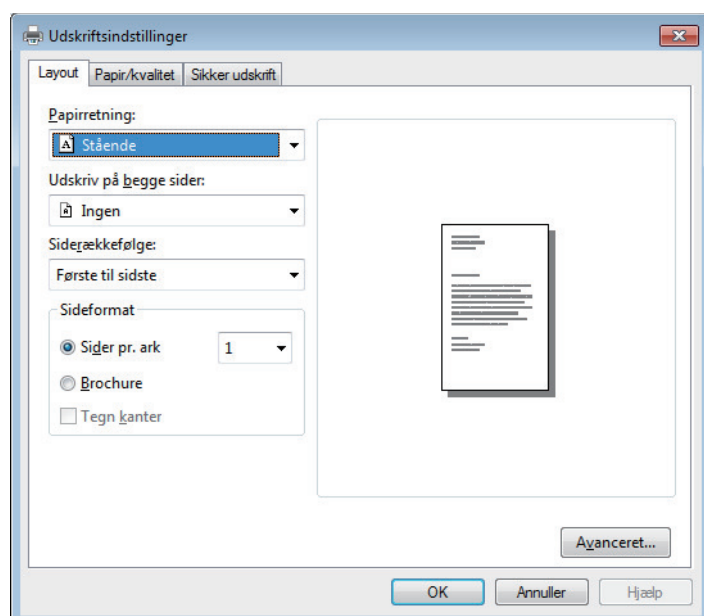 Udskriftsindstillinger
Layout Papir/kvalitet Sikker udskrift
Papirretning:
A Stående
Udskriv på begge sider:
Ingen
Siderækkefølge:
Første til sidste
Sideformat
Sider pr. ark 1
Brochure
Tegn kanter
Avanceret...
OK Annuller Hjælp